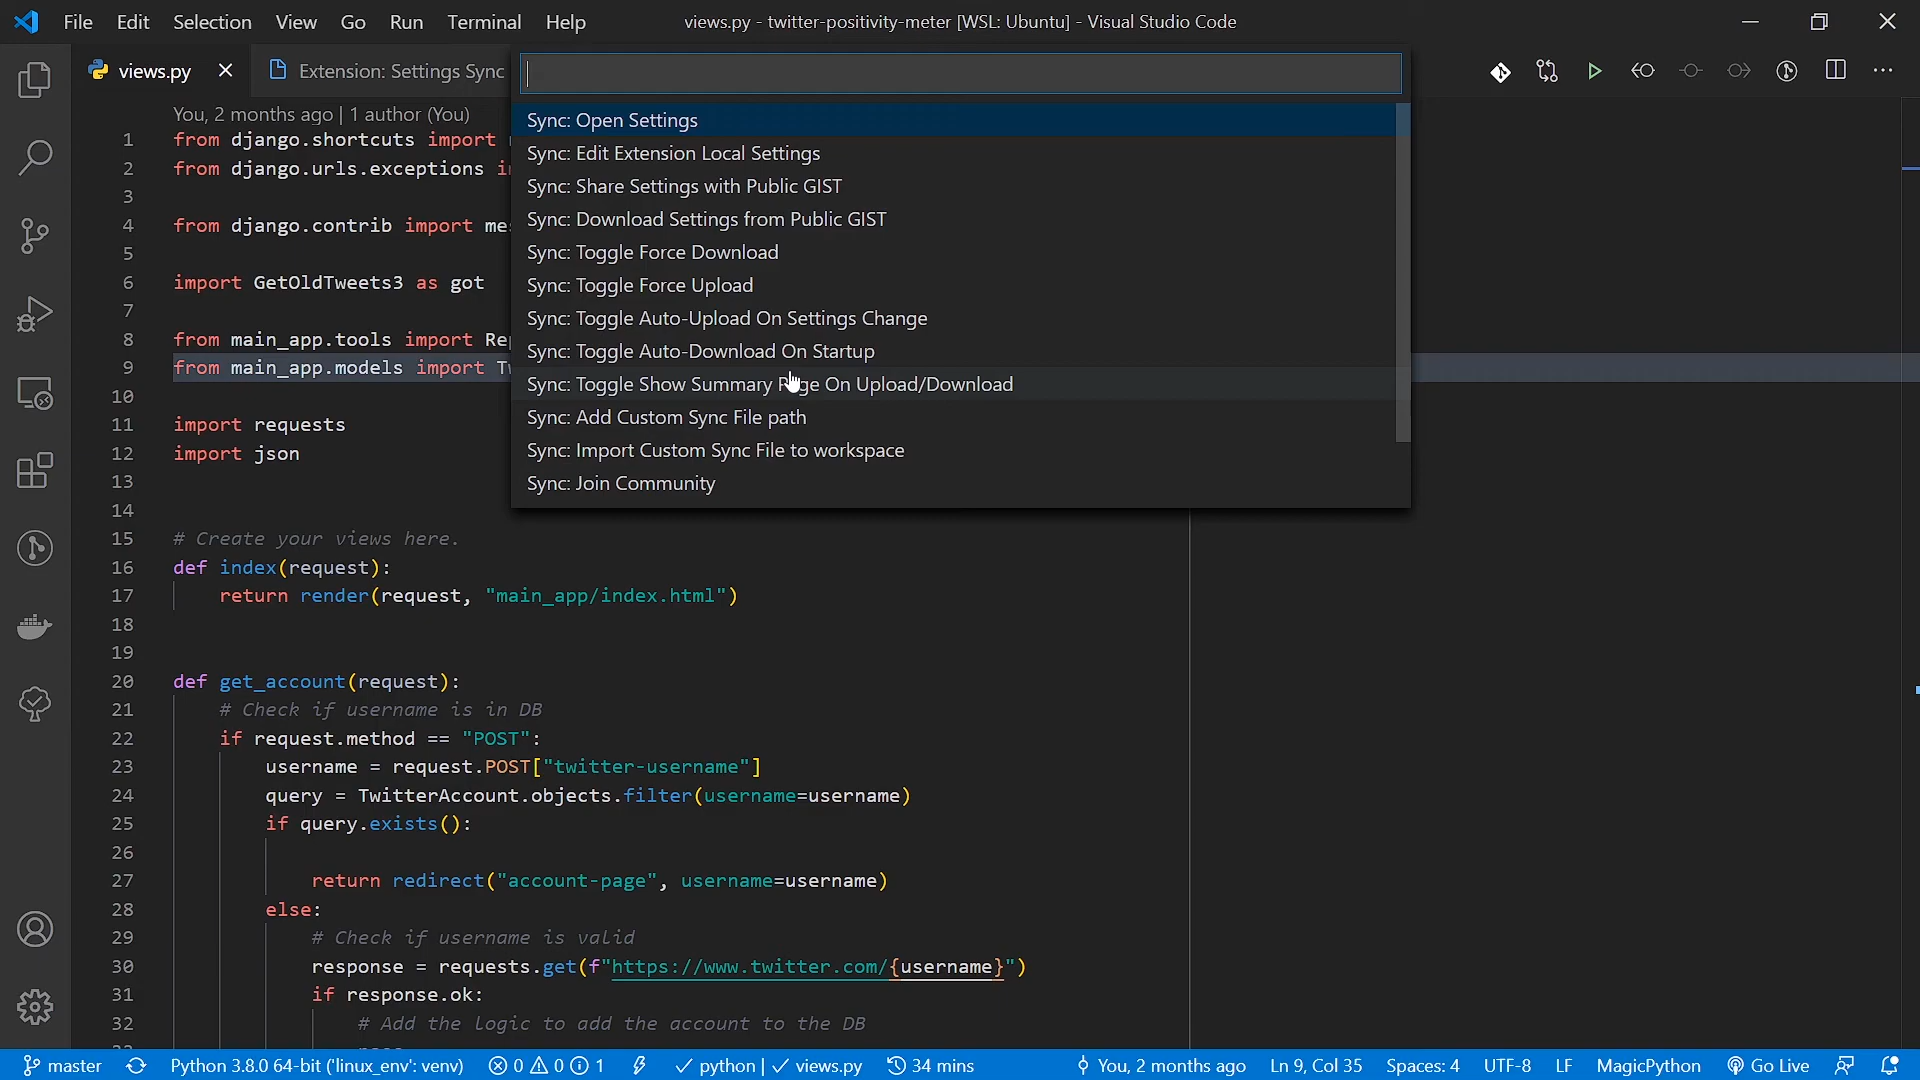 File Edit Selection View Go Run Terminal Help
views.py - twitter-positivity-meter [WSL: Ubuntu] - Visual Studio Code
views.py
Extension: Settings Sync
Sync: Open Settings
Sync: Edit Extension Local Settings
Sync: Share Settings with Public GIST
Sync: Download Settings from Public GIST
Sync: Toggle Force Download
Sync: Toggle Force Upload
Sync: Toggle Auto-Upload On Settings Change
Sync: Toggle Auto-Download On Startup
Sync: Toggle Show Summary Page On Upload/Download
Sync: Add Custom Sync File path
Sync: Import Custom Sync File to workspace
Sync: Join Community
You, 2 months ago | 1 author (You)
1 from django.shortcuts import
2 from django.urls.exceptions
3
4 from django.contrib import
5
6 import GetOldTweets3 as got
7
8 from main_app.tools import
9 from main_app.models import
10
11 import requests
12 import json
13
14
15 # Create your views here.
16 def index(request):
17 return render(request, "main_app/index.html")
18
19
20 def get_account(request):
21 # Check if username is in DB
22 if request.method == "POST":
23 username = request.POST["twitter-username"]
24 query = TwitterAccount.objects.filter(username=username)
25 if query.exists():
26
27 return redirect("account-page", username=username)
28 else:
29 # Check if username is valid
30 response = requests.get(f"https://www.twitter.com/{username}")
31 if response.ok:
32 # Add the logic to add the account to the DB
master Python 3.8.0 64-bit ('linux_env': venv) 0 0 1 python | views.py 34 mins You, 2 months ago Ln 9, Col 35 Spaces: 4 UTF-8 LF MagicPython Go Live